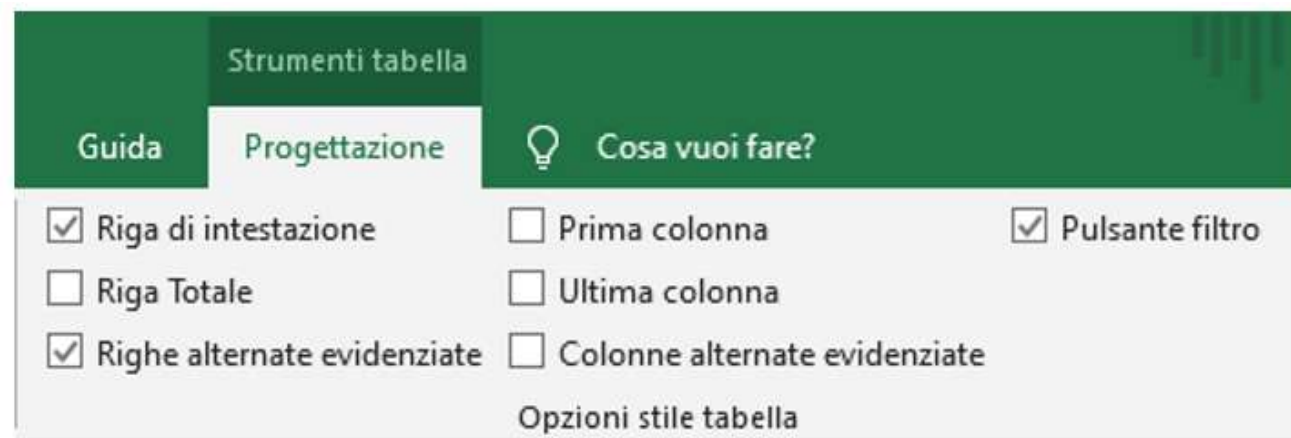 Strumenti tabella
Guida Progettazione Cosa vuoi fare?
Riga di intestazione Prima colonna Pulsante filtro
Riga Totale Ultima colonna
Righe alternate evidenziate Colonne alternate evidenziate
Opzioni stile tabella